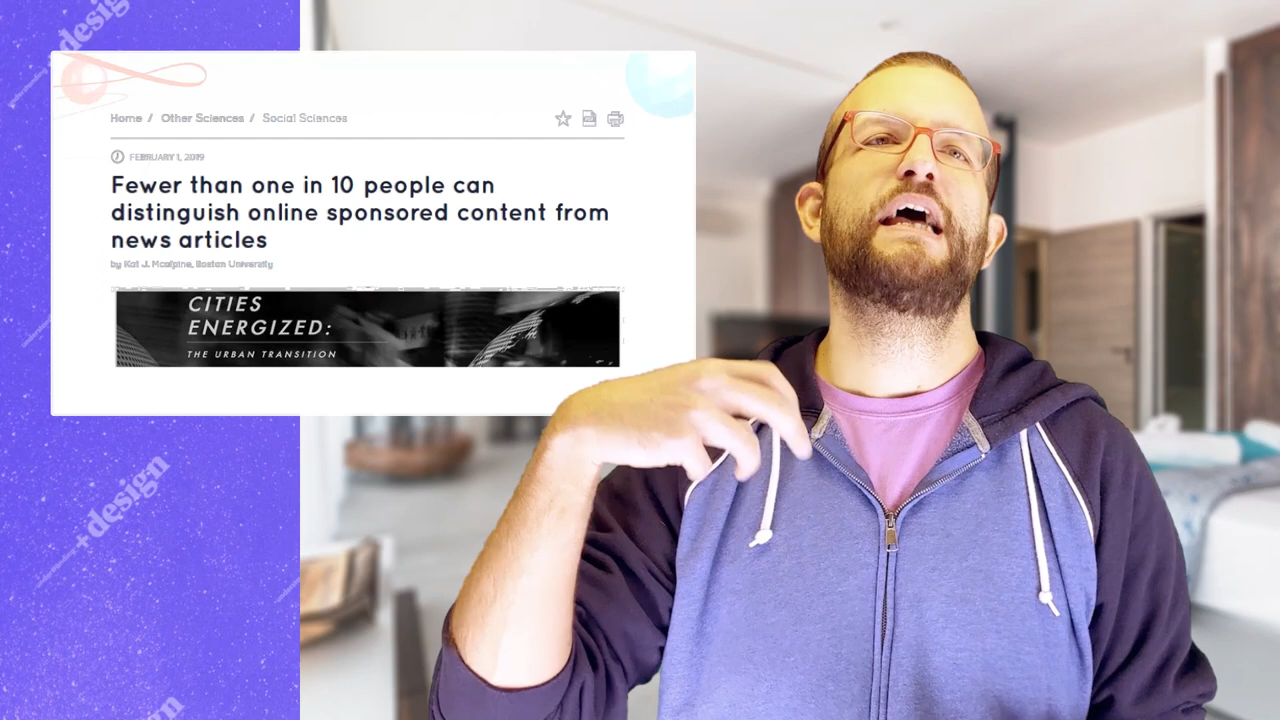 +design
Home / Other Sciences / Social Sciences
FEBRUARY 1, 2019
Fewer than one in 10 people can
distinguish online sponsored content from
news articles
by Kat J. Mcalpine, Boston University
CITIES
ENERGIZED:
THE URBAN TRANSITION
+design
design